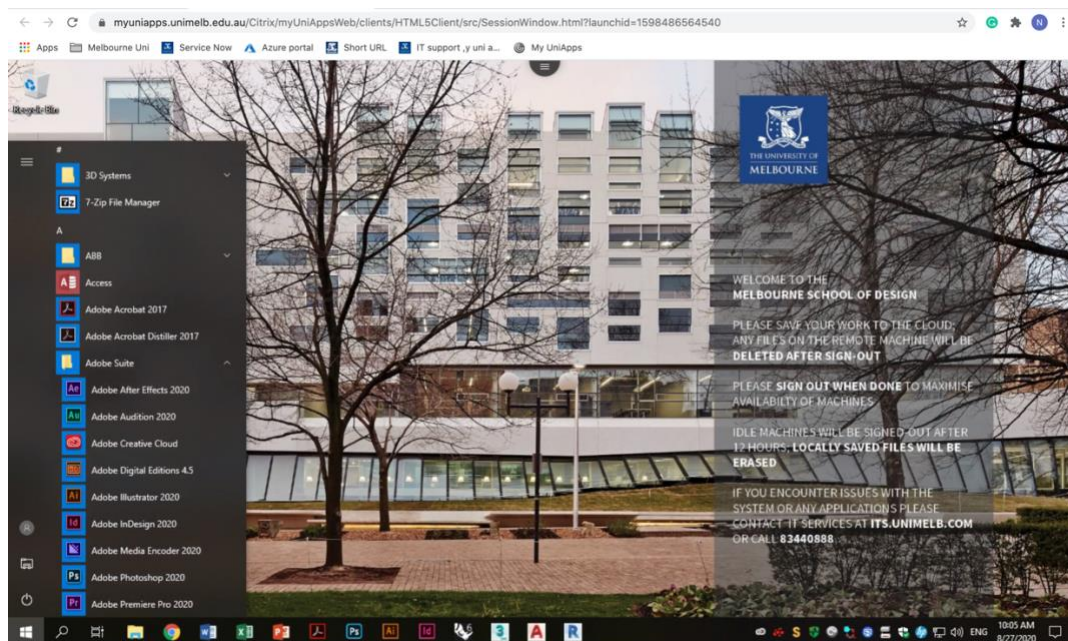 myuniapps.unimelb.edu.au/Citrix/myUniAppsWeb/clients/HTML5Client/src/SessionWindow.html?launchid=1598486564540
N
Apps Melbourne Uni Service Now Azure portal Short URL IT support ,y uni a... My UniApps
Recycle Bin
#
3D Systems
7-Zip File Manager
A
ABB
Access
Adobe Acrobat 2017
Adobe Acrobat Distiller 2017
Adobe Suite
Adobe After Effects 2020
Adobe Audition 2020
Adobe Creative Cloud
Adobe Digital Editions 4.5
Adobe Illustrator 2020
Adobe InDesign 2020
Adobe Media Encoder 2020
Adobe Photoshop 2020
Adobe Premiere Pro 2020
THE UNIVERSITY OF
MELBOURNE
WELCOME TO THE
MELBOURNE SCHOOL OF DESIGN
PLEASE SAVE YOUR WORK TO THE CLOUD;
ANY FILES ON THE REMOTE MACHINE WILL BE
DELETED AFTER SIGN-OUT
PLEASE SIGN OUT WHEN DONE TO MAXIMISE
AVAILABILTY OF MACHINES
IDLE MACHINES WILL BE SIGNED-OUT AFTER
12 HOURS; LOCALLY SAVED FILES WILL BE
ERASED
IF YOU ENCOUNTER ISSUES WITH THE
SYSTEM OR ANY APPLICATIONS PLEASE
CONTACT IT SERVICES AT ITS.UNIMELB.COM
OR CALL 83440888
ENG
10:05 AM
8/27/2020